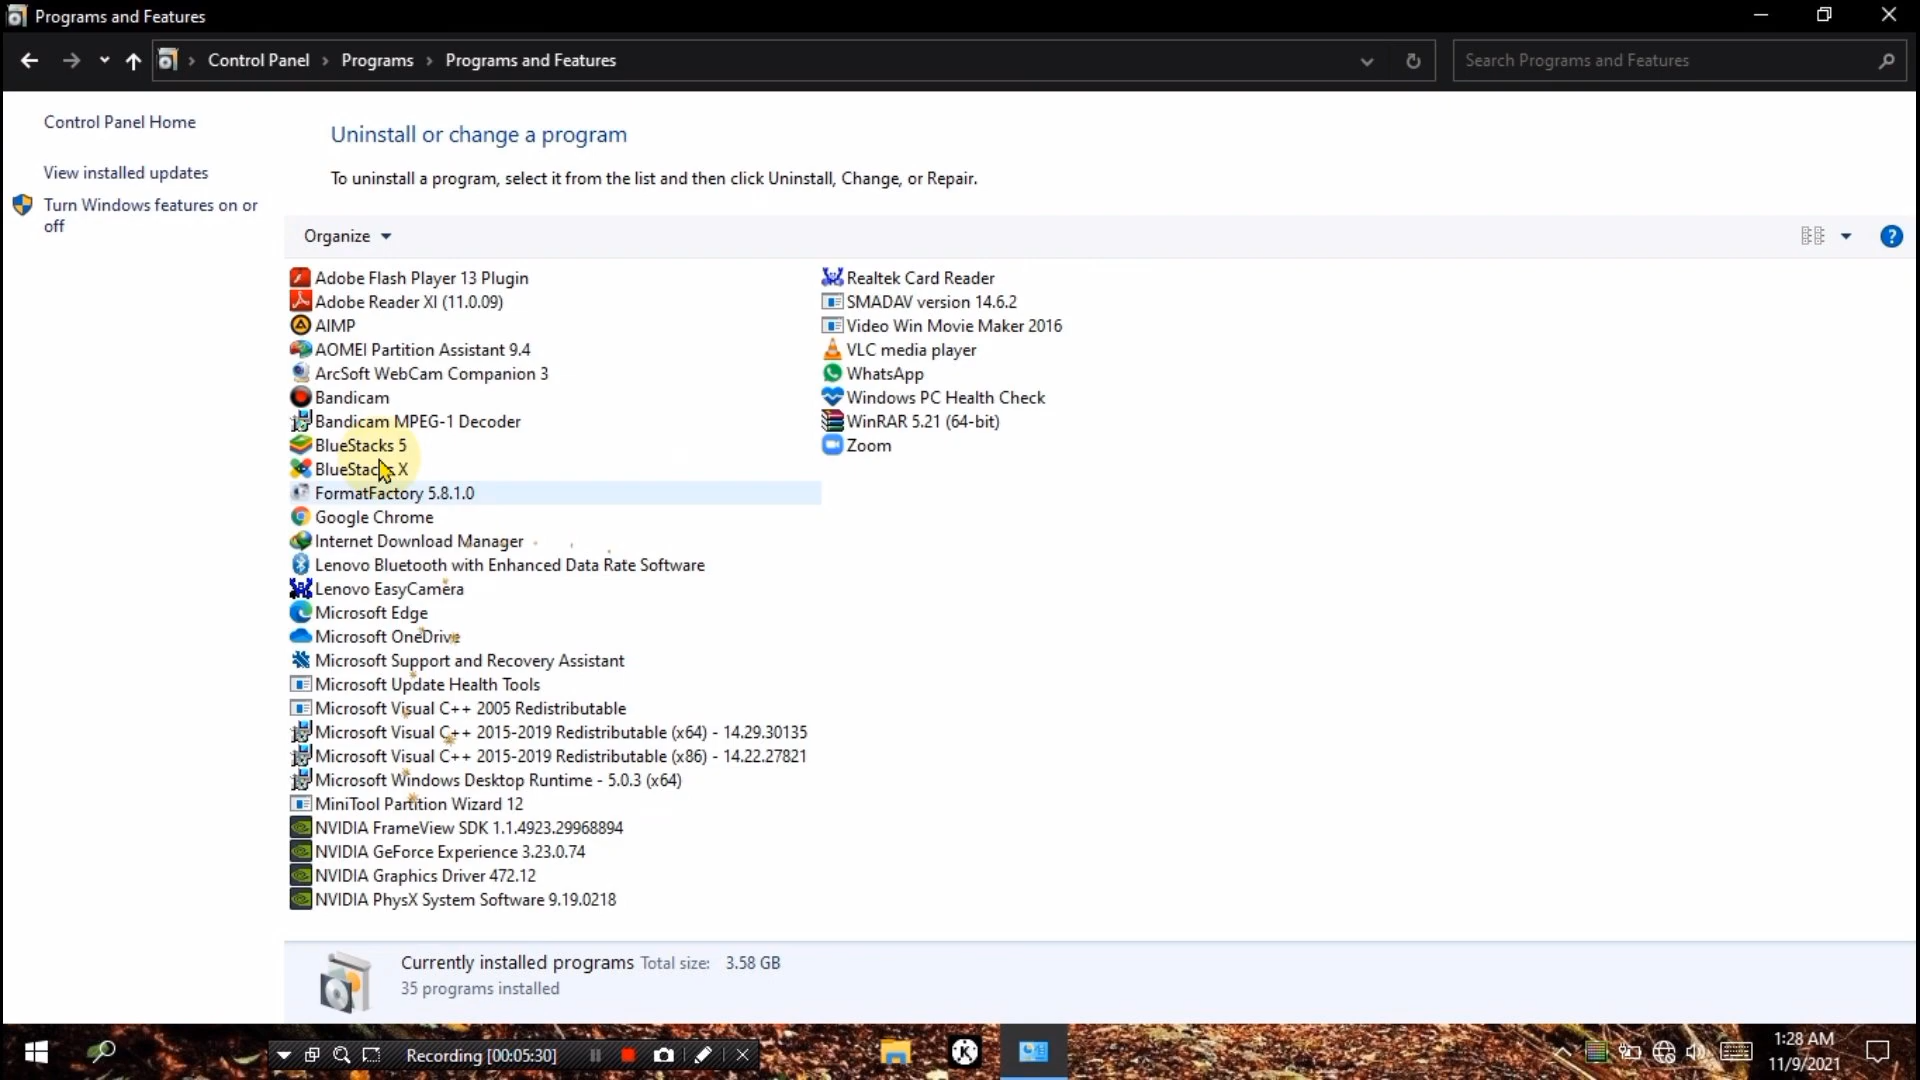 Programs and Features
Control Panel > Programs > Programs and Features
Search Programs and Features
Control Panel Home
View installed updates
Turn Windows features on or
off
Uninstall or change a program
To uninstall a program, select it from the list and then click Uninstall, Change, or Repair.
Organize
?
Adobe Flash Player 13 Plugin
Adobe Reader XI (11.0.09)
AIMP
AOMEI Partition Assistant 9.4
ArcSoft WebCam Companion 3
Bandicam
Bandicam MPEG-1 Decoder
BlueStacks 5
BlueStacks X
FormatFactory 5.8.1.0
Google Chrome
Internet Download Manager
Lenovo Bluetooth with Enhanced Data Rate Software
Lenovo EasyCamera
Microsoft Edge
Microsoft OneDrive
Microsoft Support and Recovery Assistant
Microsoft Update Health Tools
Microsoft Visual C++ 2005 Redistributable
Microsoft Visual C++ 2015-2019 Redistributable (x64) - 14.29.30135
Microsoft Visual C++ 2015-2019 Redistributable (x86) - 14.22.27821
Microsoft Windows Desktop Runtime - 5.0.3 (x64)
MiniTool Partition Wizard 12
NVIDIA FrameView SDK 1.1.4923.29968894
NVIDIA GeForce Experience 3.23.0.74
NVIDIA Graphics Driver 472.12
NVIDIA PhysX System Software 9.19.0218
Realtek Card Reader
SMADAV version 14.6.2
Video Win Movie Maker 2016
VLC media player
WhatsApp
Windows PC Health Check
WinRAR 5.21 (64-bit)
Zoom
Currently installed programs Total size: 3.58 GB
35 programs installed
Recording [00:05:30]
K
1:28 AM
11/9/2021